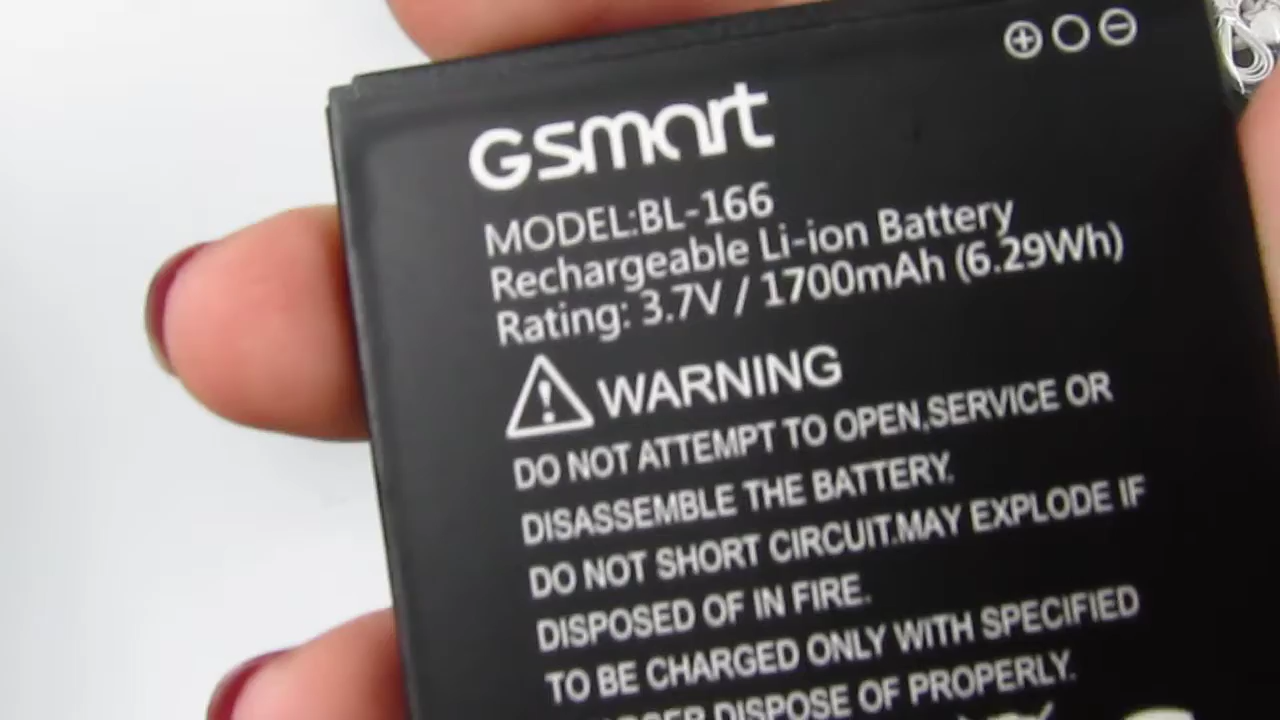 GSmart
MODEL:BL-166
Rechargeable Li-ion Battery
Rating: 3.7V / 1700mAh (6.29Wh)
WARNING
DO NOT ATTEMPT TO OPEN,SERVICE OR
DISASSEMBLE THE BATTERY.
DO NOT SHORT CIRCUIT.MAY EXPLODE IF
DISPOSED OF IN FIRE.
TO BE CHARGED ONLY WITH SPECIFIED
DISPOSE OF PROPERLY.